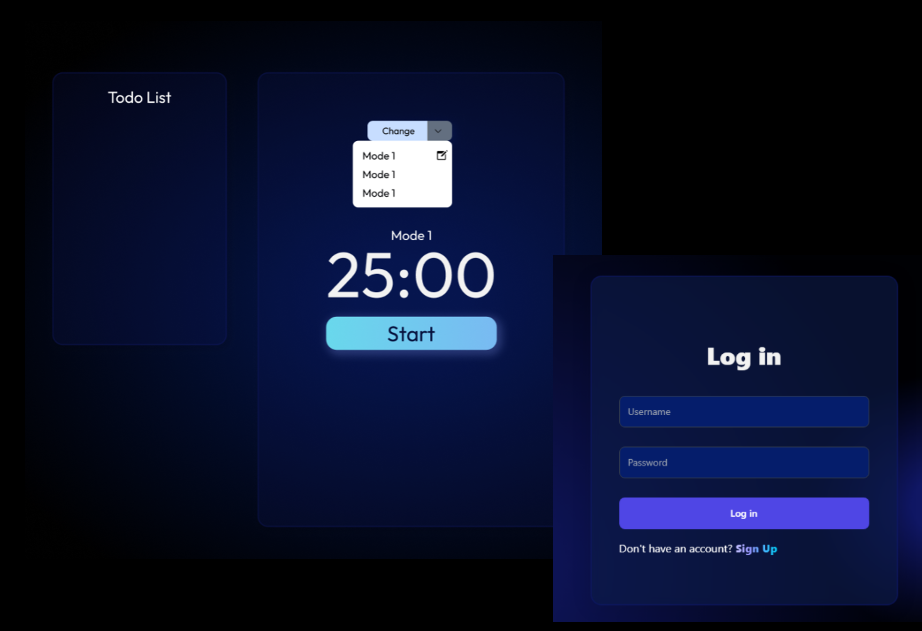 Todo List
Change
Mode 1
Mode 1
Mode 1
Mode 1
25:00
Start
Log in
Username
Password
Log in
Don't have an account? Sign Up